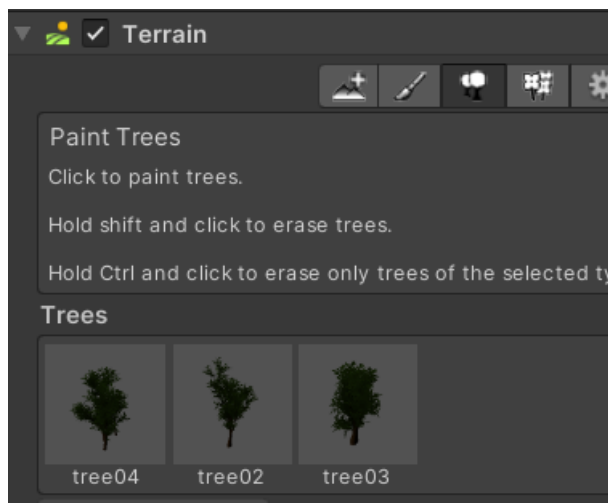 Terrain
Paint Trees
Click to paint trees.
Hold shift and click to erase trees.
Hold Ctrl and click to erase only trees of the selected
Trees
tree04 tree02 tree03